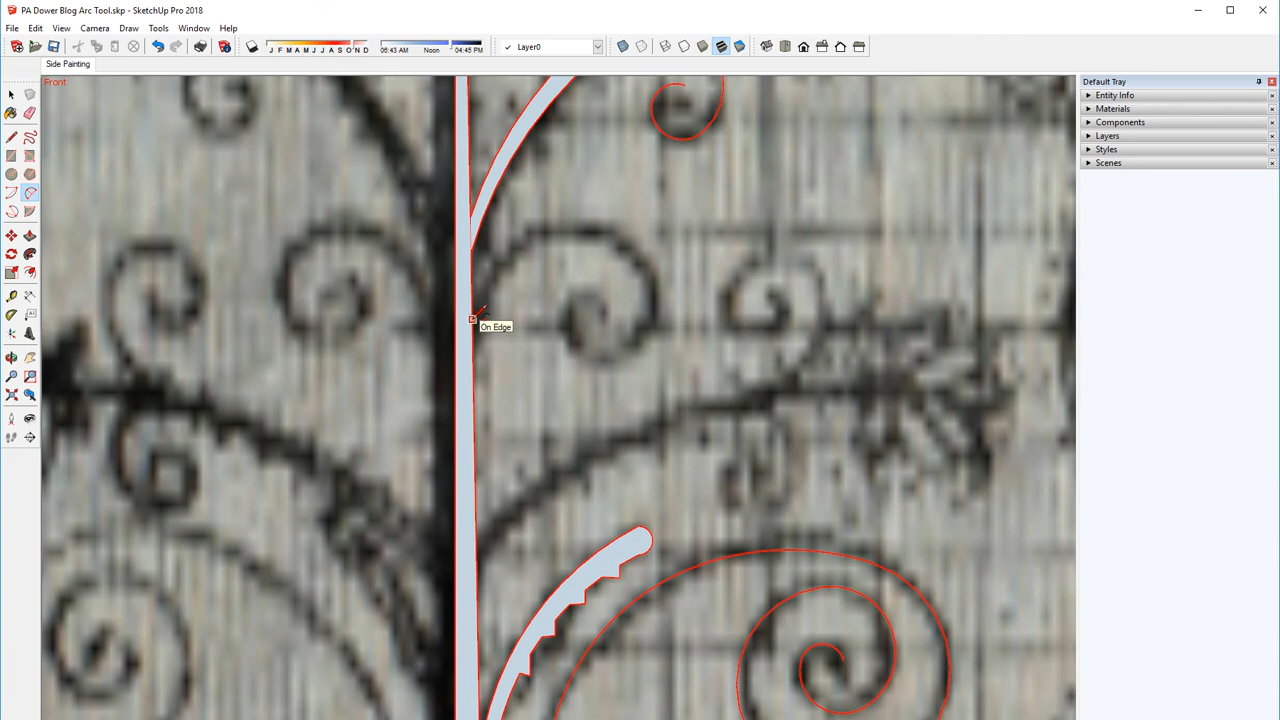 PA Dower Blog Arc Tool.skp - SketchUp Pro 2018
File Edit View Camera Draw Tools Window Help
J F M A M J J A S O N D
06:43 AM Noon 04:45 PM
Layer0
Side Painting
Front
Default Tray
Entity Info
Materials
Components
Layers
Styles
Scenes
On Edge